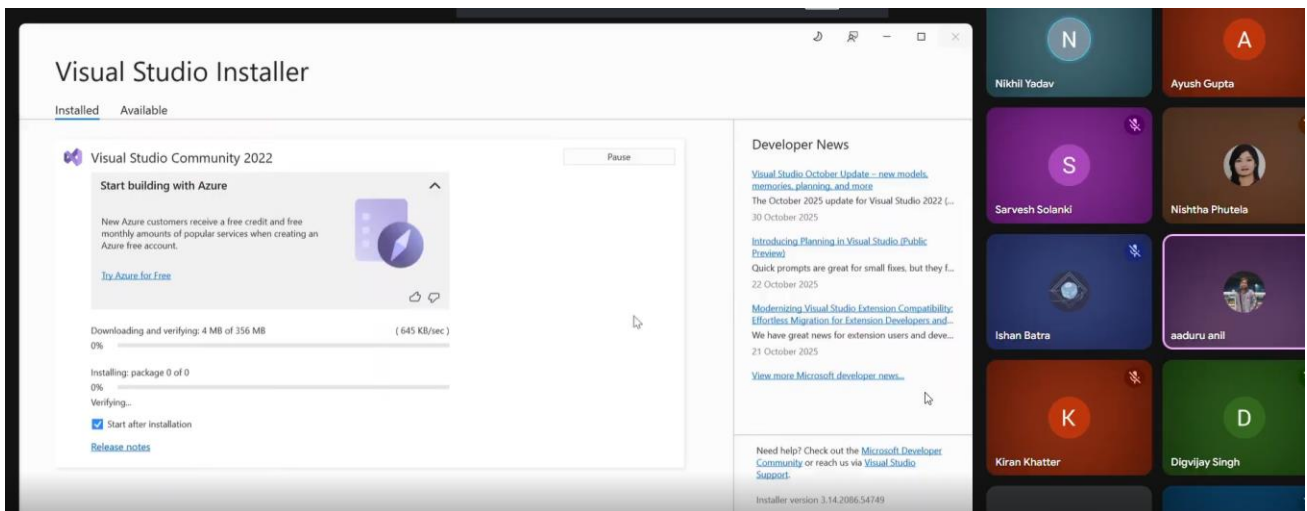 Visual Studio Installer
Installed Available
Visual Studio Community 2022
Pause
Start building with Azure
New Azure customers receive a free credit and free
monthly amounts of popular services when creating an
Azure free account.
Try Azure for Free
Downloading and verifying: 4 MB of 356 MB (645 KB/sec)
0%
Installing: package 0 of 0
0%
Verifying...
Start after installation
Release notes
Developer News
Visual Studio October Update – new models,
memories, planning, and more
The October 2025 update for Visual Studio 2022 (...
30 October 2025
Introducing Planning in Visual Studio (Public
Preview)
Quick prompts are great for small fixes, but they f...
22 October 2025
Modernizing Visual Studio Extension Compatibility:
Effortless Migration for Extension Developers and...
We have great news for extension users and deve...
21 October 2025
View more Microsoft developer news...
Need help? Check out the Microsoft Developer
Community or reach us via Visual Studio
Support.
Installer version 3.14.2086.54749
N
Nikhil Yadav
A
Ayush Gupta
S
Sarvesh Solanki
Nishtha Phutela
Ishan Batra
aaduru anil
K
Kiran Khatter
D
Digvijay Singh